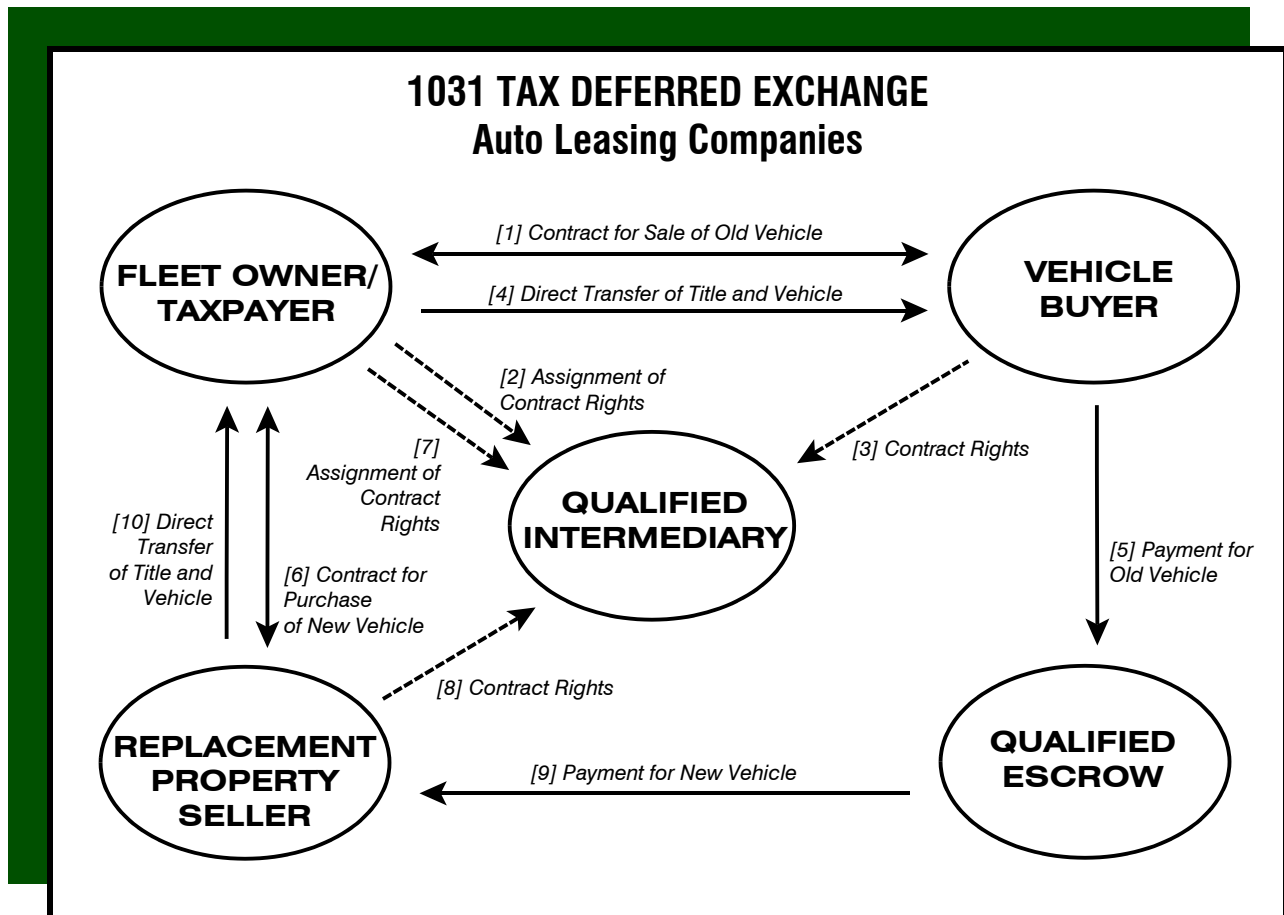 1031 TAX DEFERRED EXCHANGE
Auto Leasing Companies
[1] Contract for Sale of Old Vehicle
FLEET OWNER/
TAXPAYER
VEHICLE
BUYER
[4] Direct Transfer of Title and Vehicle
[2] Assignment of
Contract Rights
[7]
Assignment of
Contract
Rights
[3] Contract Rights
QUALIFIED
INTERMEDIARY
[10] Direct
Transfer
of Title and
Vehicle
[6] Contract for
Purchase
of New Vehicle
[5] Payment for
Old Vehicle
[8] Contract Rights
REPLACEMENT
PROPERTY
SELLER
[9] Payment for New Vehicle
QUALIFIED
ESCROW